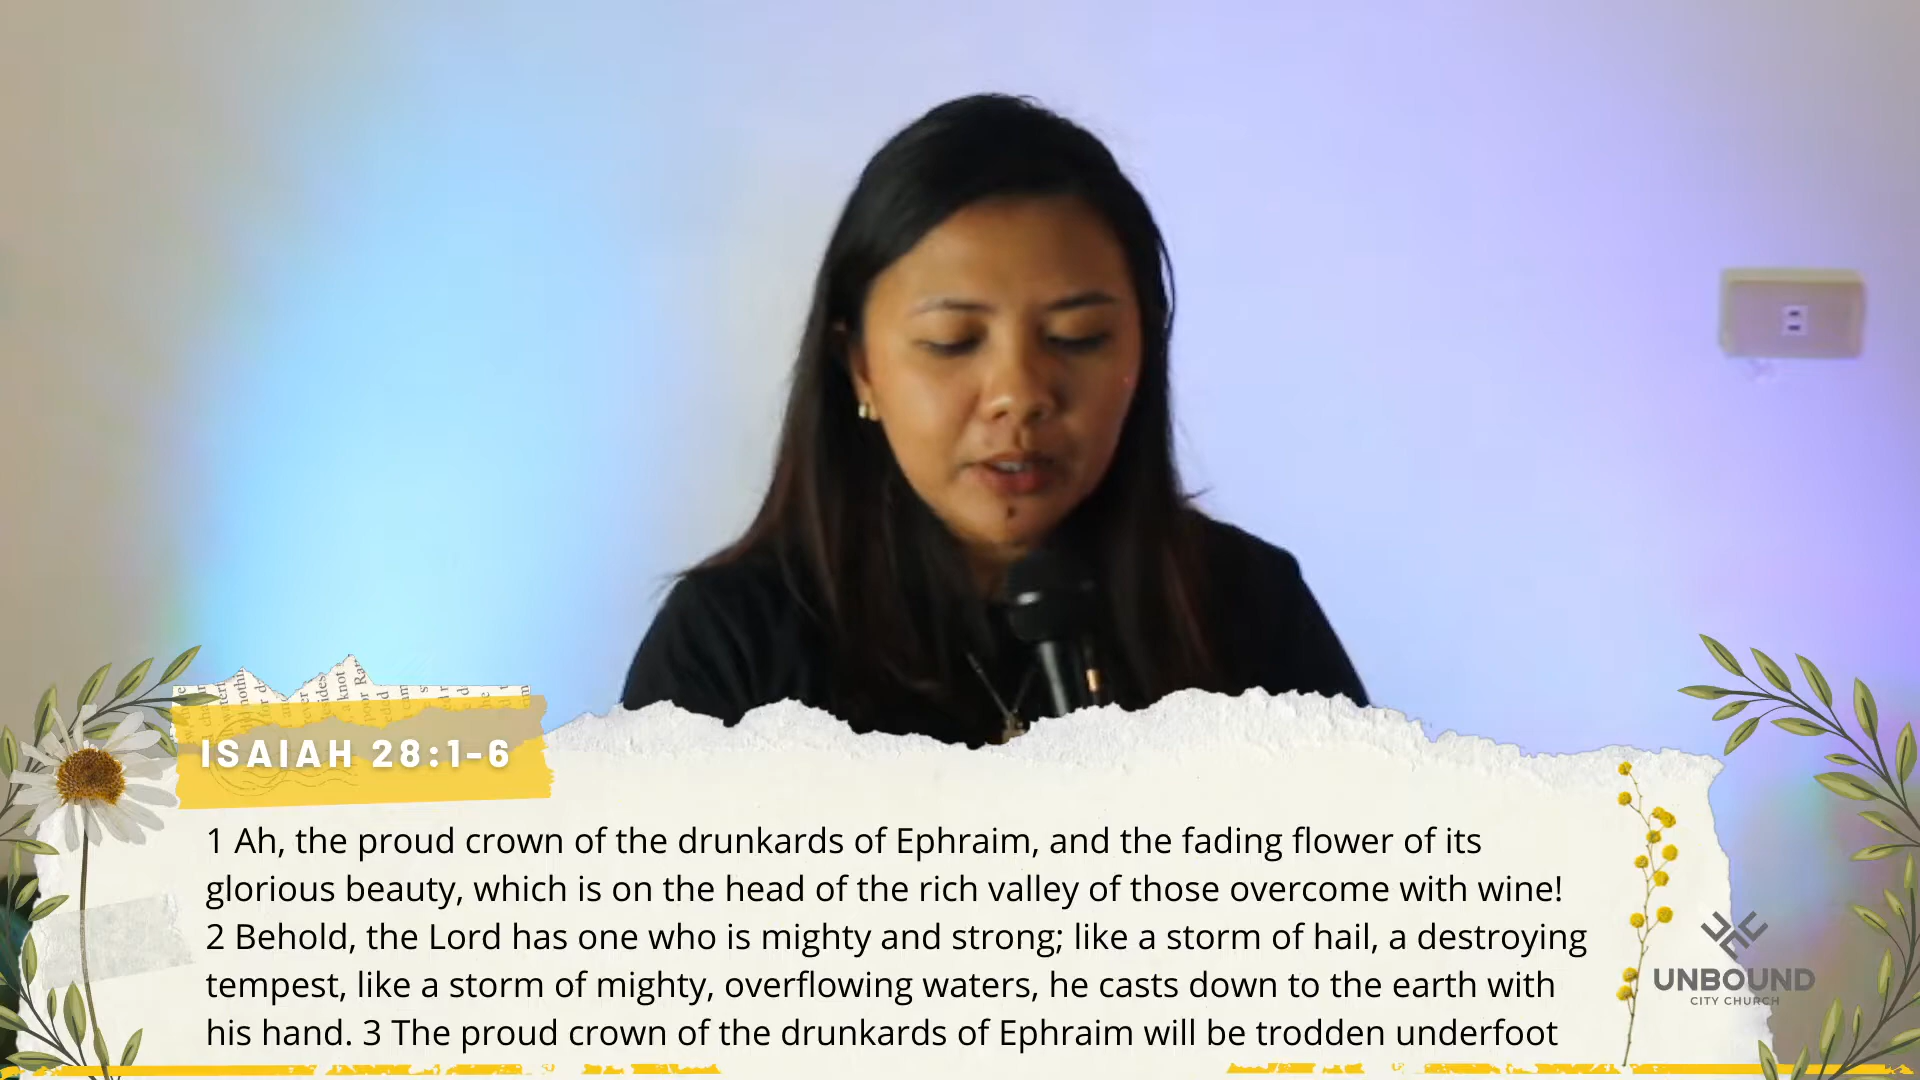 ISAIAH 28:1-6
1 Ah, the proud crown of the drunkards of Ephraim, and the fading flower of its
glorious beauty, which is on the head of the rich valley of those overcome with wine!
2 Behold, the Lord has one who is mighty and strong; like a storm of hail, a destroying
tempest, like a storm of mighty, overflowing waters, he casts down to the earth with
his hand. 3 The proud crown of the drunkards of Ephraim will be trodden underfoot
UNBOUND
CITY CHURCH